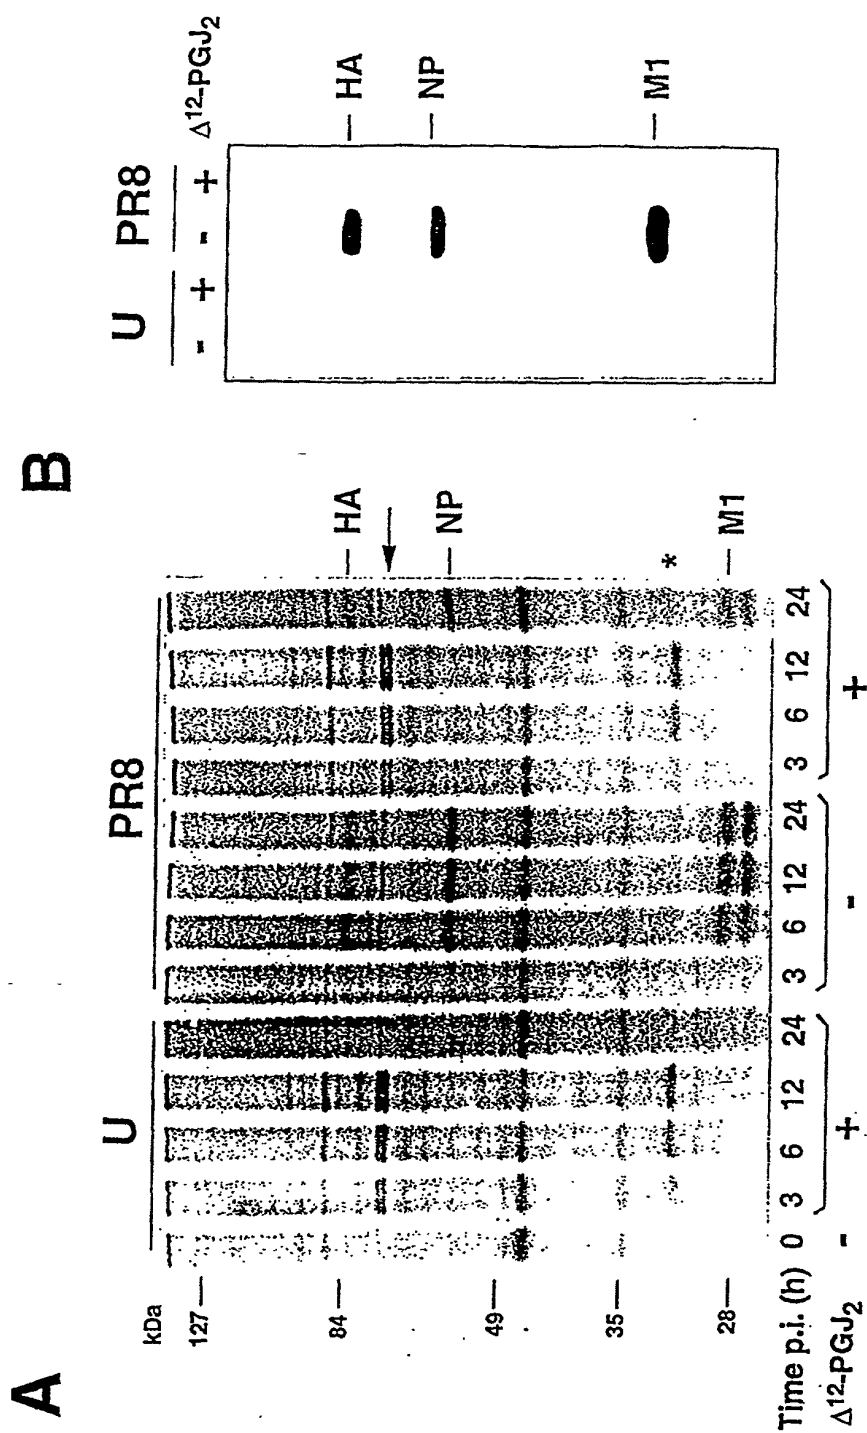 A
U
PR8
kDa
127
84
49
35
28
HA
NP
*
M1
Time p.i. (h) 0 3 6 12 24 3 6 12 24 3 6 12 24
Δ12-PGJ2 - + - +
B
U PR8
- + - + Δ12-PGJ2
HA
NP
M1